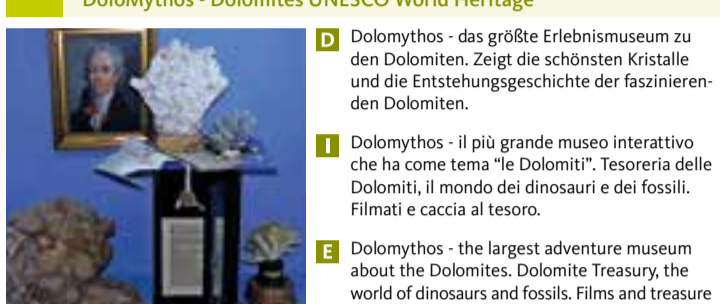 DoloMythos - Dolomites UNESCO World Heritage
D Dolomythos - das größte Erlebnismuseum zu
den Dolomiten. Zeigt die schönsten Kristalle
und die Entstehungsgeschichte der faszinieren-
den Dolomiten.
I Dolomythos - il più grande museo interattivo
che ha come tema “le Dolomiti”. Tesoreria delle
Dolomiti, il mondo dei dinosauri e dei fossili.
Filmati e caccia al tesoro.
E Dolomythos - the largest adventure museum
about the Dolomites. Dolomite Treasury, the
world of dinosaurs and fossils. Films and treasure